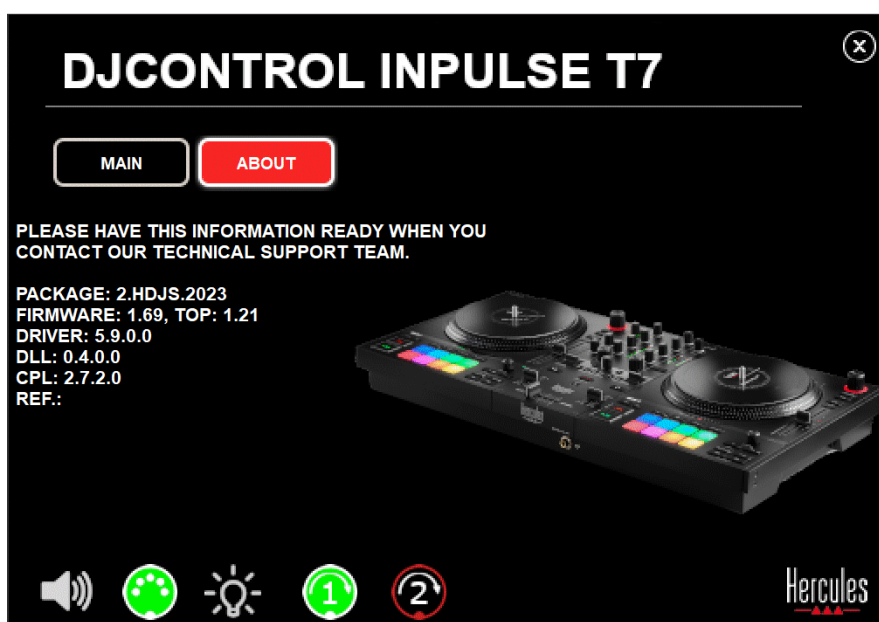 DJCONTROL INPULSE T7
MAIN
ABOUT
PLEASE HAVE THIS INFORMATION READY WHEN YOU
CONTACT OUR TECHNICAL SUPPORT TEAM.
PACKAGE: 2.HDJS.2023
FIRMWARE: 1.69, TOP: 1.21
DRIVER: 5.9.0.0
DLL: 0.4.0.0
CPL: 2.7.2.0
REF.:
1
2
Hercules